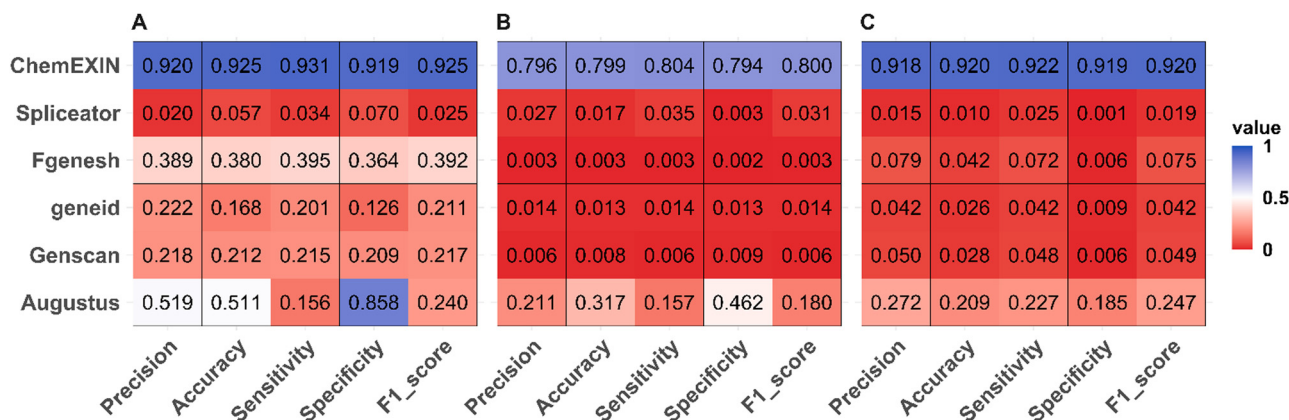 A B C
ChemEXIN 0.920 0.925 0.931 0.919 0.925 0.796 0.799 0.804 0.794 0.800 0.918 0.920 0.922 0.919 0.920
Spliceator 0.020 0.057 0.034 0.070 0.025 0.027 0.017 0.035 0.003 0.031 0.015 0.010 0.025 0.001 0.019
Fgenesh 0.389 0.380 0.395 0.364 0.392 0.003 0.003 0.003 0.002 0.003 0.079 0.042 0.072 0.006 0.075
geneid 0.222 0.168 0.201 0.126 0.211 0.014 0.013 0.014 0.013 0.014 0.042 0.026 0.042 0.009 0.042
Genscan 0.218 0.212 0.215 0.209 0.217 0.006 0.008 0.006 0.009 0.006 0.050 0.028 0.048 0.006 0.049
Augustus 0.519 0.511 0.156 0.858 0.240 0.211 0.317 0.157 0.462 0.180 0.272 0.209 0.227 0.185 0.247
Precision Accuracy Sensitivity Specificity F1_score Precision Accuracy Sensitivity Specificity F1_score Precision Accuracy Sensitivity Specificity F1_score
value
1
0.5
0